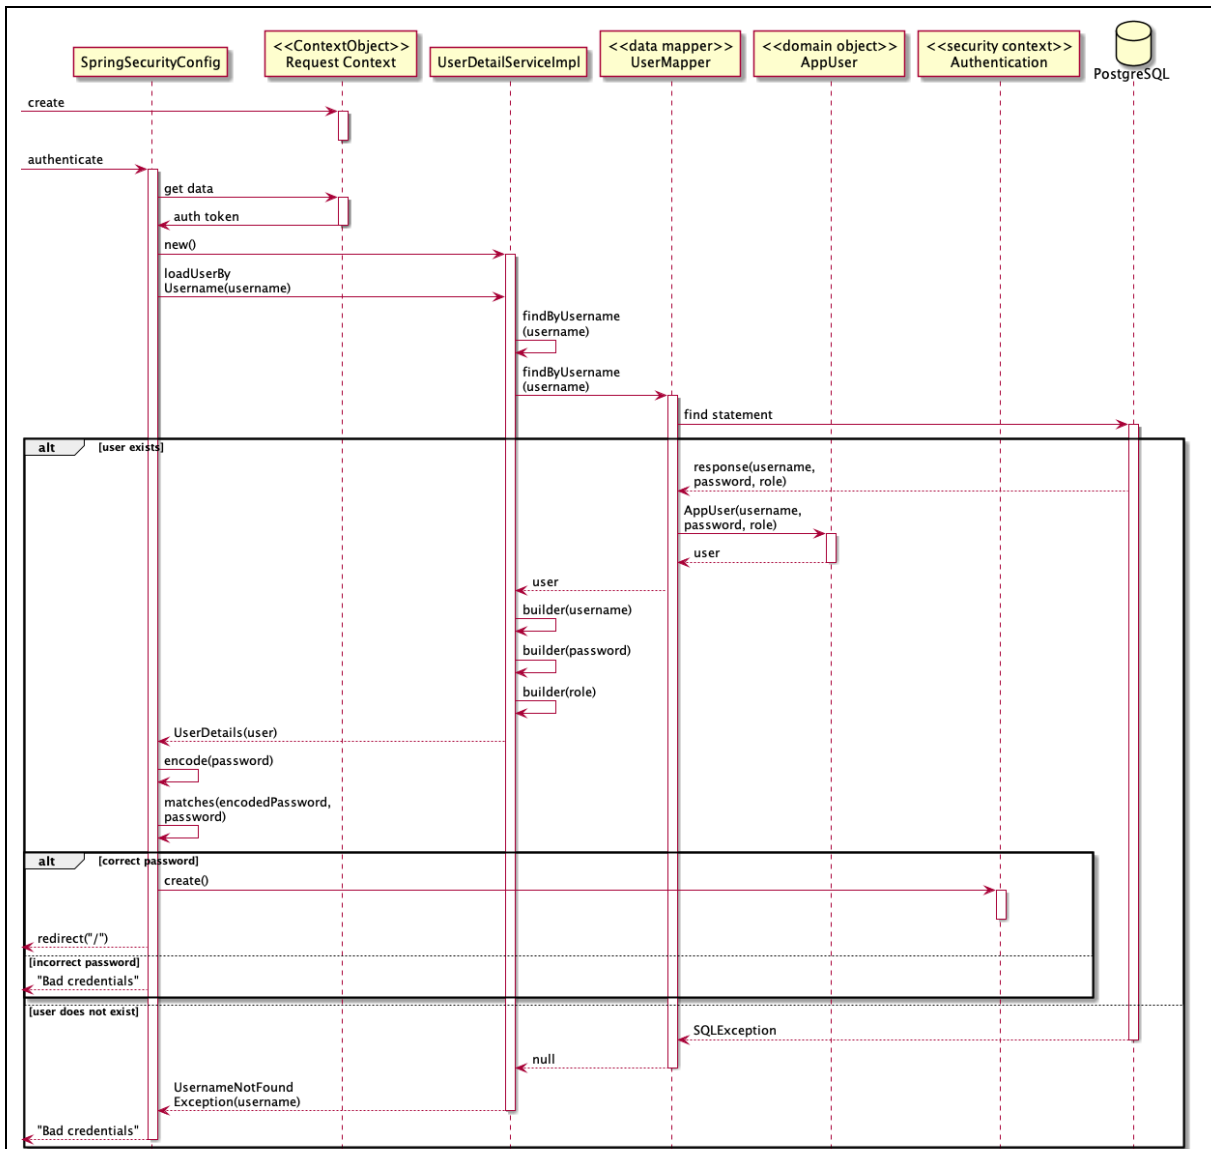 SpringSecurityConfig
<<ContextObject>>
Request Context
UserDetailServiceImpl
<<data mapper>>
UserMapper
<<domain object>>
AppUser
<<security context>>
Authentication
PostgreSQL
create
authenticate
get data
auth token
new()
loadUserBy
Username(username)
findByUsername
(username)
findByUsername
(username)
find statement
alt
[user exists]
response(username,
password, role)
AppUser(username,
password, role)
user
user
builder(username)
builder(password)
builder(role)
UserDetails(user)
encode(password)
matches(encodedPassword,
password)
alt
[correct password]
create()
redirect("/")
[incorrect password]
"Bad credentials"
[user does not exist]
SQLException
null
UsernameNotFound
Exception(username)
"Bad credentials"